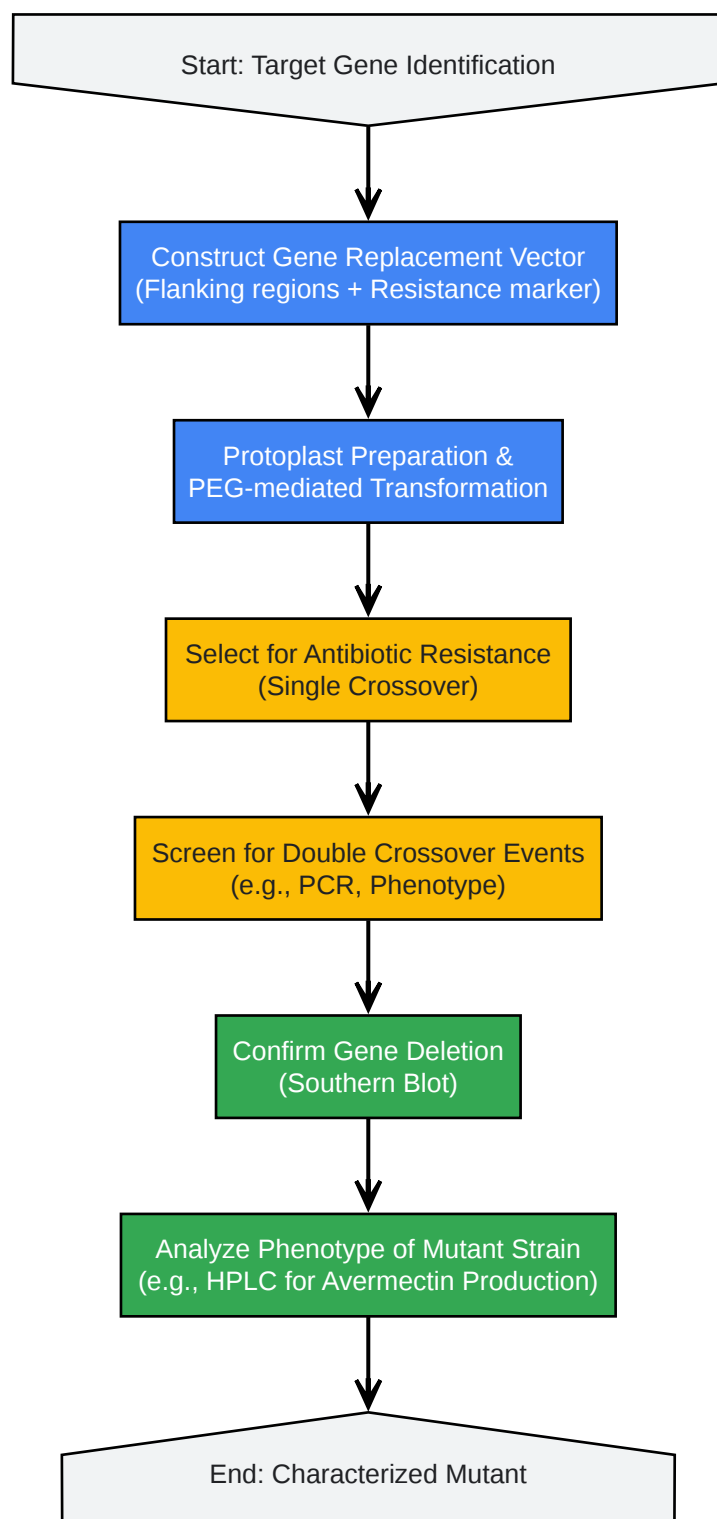 Start: Target Gene Identification
Construct Gene Replacement Vector
(Flanking regions + Resistance marker)
Protoplast Preparation &
PEG-mediated Transformation
Select for Antibiotic Resistance
(Single Crossover)
Screen for Double Crossover Events
(e.g., PCR, Phenotype)
Confirm Gene Deletion
(Southern Blot)
Analyze Phenotype of Mutant Strain
(e.g., HPLC for Avermectin Production)
End: Characterized Mutant